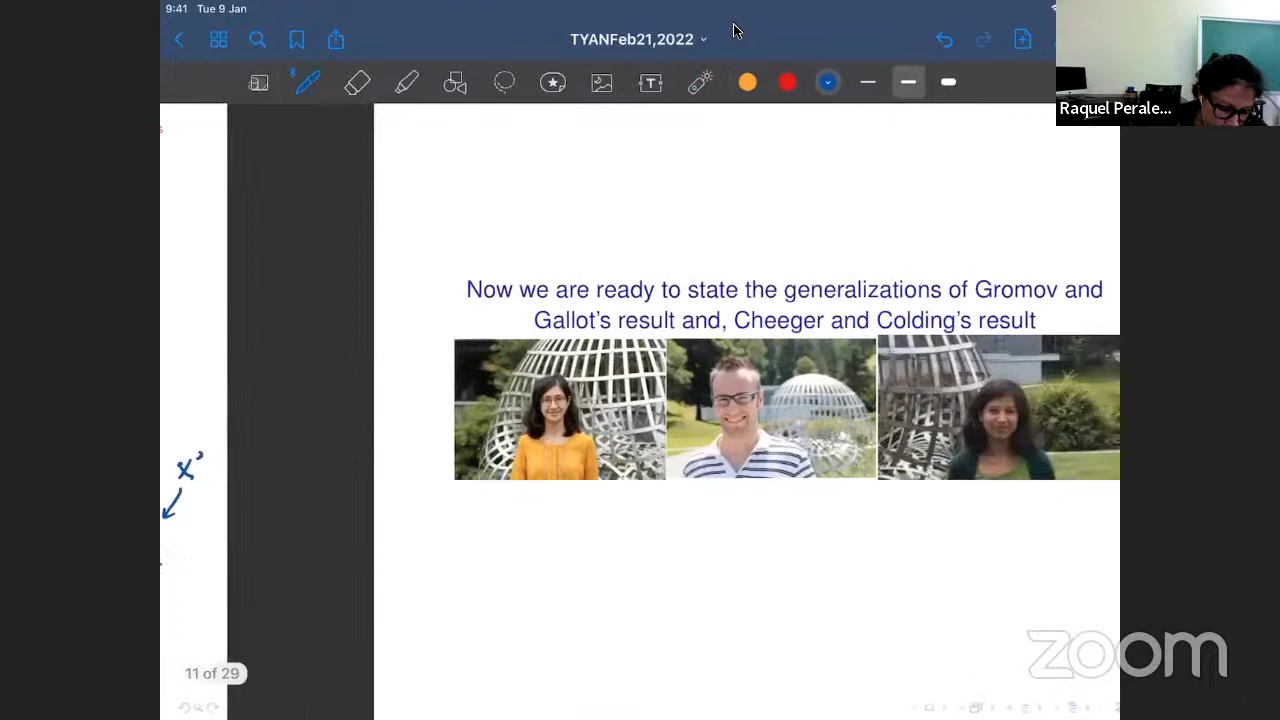 9:41 Tue 9 Jan
TYANFeb21,2022
Raquel Perale...
Now we are ready to state the generalizations of Gromov and
Gallot's result and, Cheeger and Colding's result
x'
11 of 29
zoom